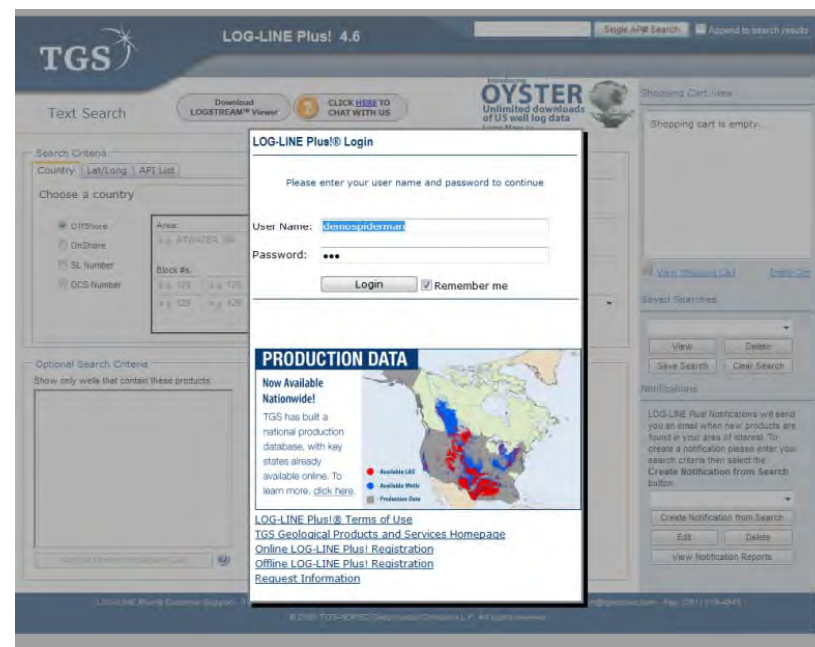 TGS
LOG-LINE Plus! 4.6
Single API# Search
Append to search results
Text Search
Download
LOGSTREAM™ Viewer
CLICK HERE TO
CHAT WITH US
Introducing
OYSTER
Unlimited downloads
of US well log data
Shopping Cart View
Shopping cart is empty.
Search Criteria
Country
Lat/Long
API List
Choose a country
OffShore
OnShore
SL Number
OCS Number
Area:
Block #s:
Optional Search Criteria
Show only wells that contain these products:
LOG-LINE Plus!® Login
Please enter your user name and password to continue
User Name: demospiderman
Password: •••
Login
Remember me
PRODUCTION DATA
Now Available
Nationwide!
TGS has built a
national production
database, with key
states already
available online. To
learn more, click here.
- Available LAS
- Available Wells
- Production Data
LOG-LINE Plus!® Terms of Use
TGS Geological Products and Services Homepage
Online LOG-LINE Plus! Registration
Offline LOG-LINE Plus! Registration
Request Information
View Shopping Cart
Empty Cart
Saved Searches
View
Delete
Save Search
Clear Search
Notifications
LOG-LINE Plus! Notifications will send
you an email when new products are
found in your area of interest. To
create a notification please enter your
search criteria then select the
Create Notification from Search
button.
Create Notification from Search
Edit
Delete
View Notification Reports